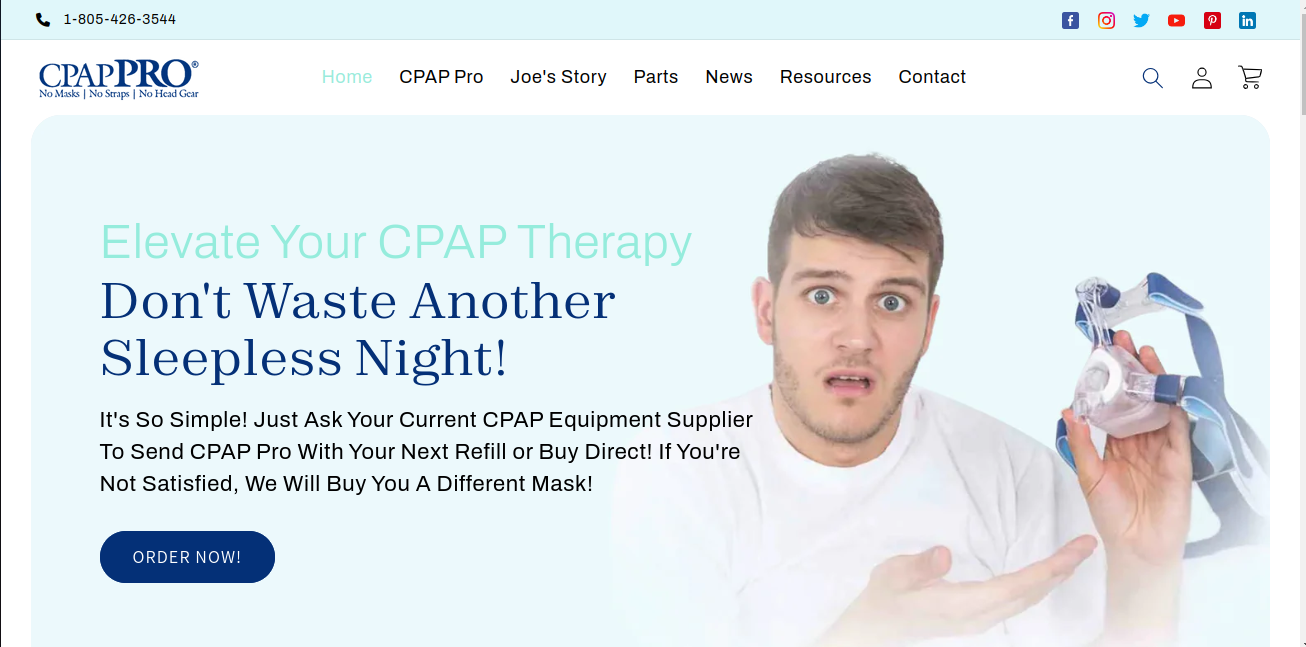 1-805-426-3544
CPAPPRO®
No Masks | No Straps | No Head Gear
Home CPAP Pro Joe's Story Parts News Resources Contact
Elevate Your CPAP Therapy
Don't Waste Another
Sleepless Night!
It's So Simple! Just Ask Your Current CPAP Equipment Supplier
To Send CPAP Pro With Your Next Refill or Buy Direct! If You're
Not Satisfied, We Will Buy You A Different Mask!
ORDER NOW!